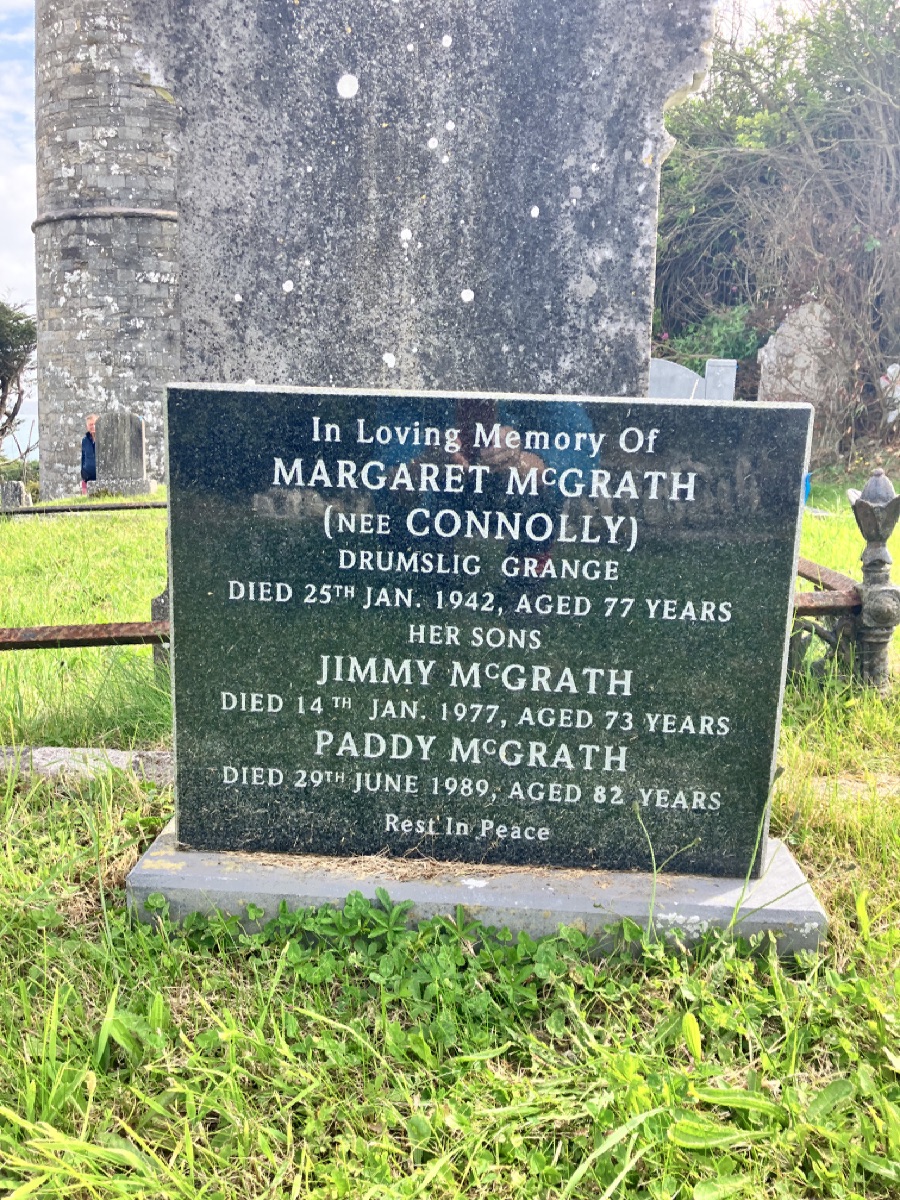 In Loving Memory Of
MARGARET McGRATH
(NEE CONNOLLY)
DRUMSLIG GRANGE
DIED 25TH JAN. 1942, AGED 77 YEARS
HER SONS
JIMMY McGRATH
DIED 14TH JAN. 1977, AGED 73 YEARS
PADDY McGRATH
DIED 29TH JUNE 1989, AGED 82 YEARS
Rest In Peace